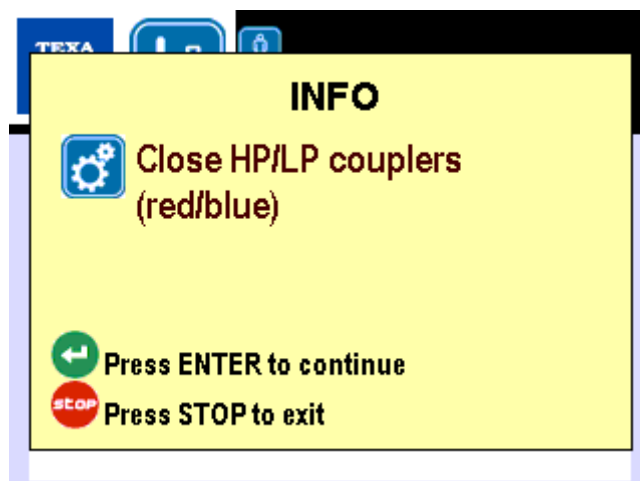 TEXA
INFO
Close HP/LP couplers
(red/blue)
Press ENTER to continue
STOP Press STOP to exit